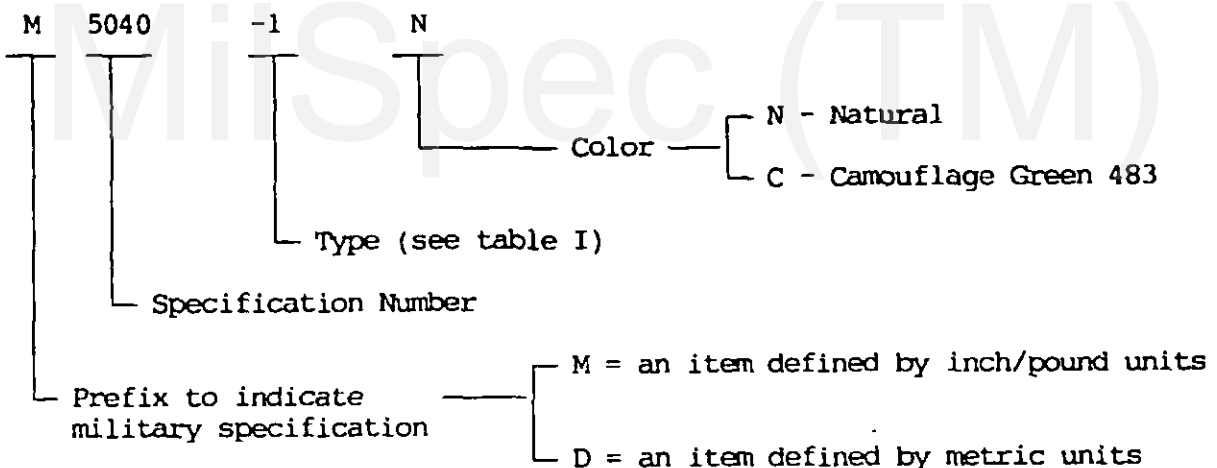 MilSpec (TM)
M 5040 -1 N
N - Natural
Color
C - Camouflage Green 483
Type (see table I)
Specification Number
M = an item defined by inch/pound units
Prefix to indicate
military specification
D = an item defined by metric units